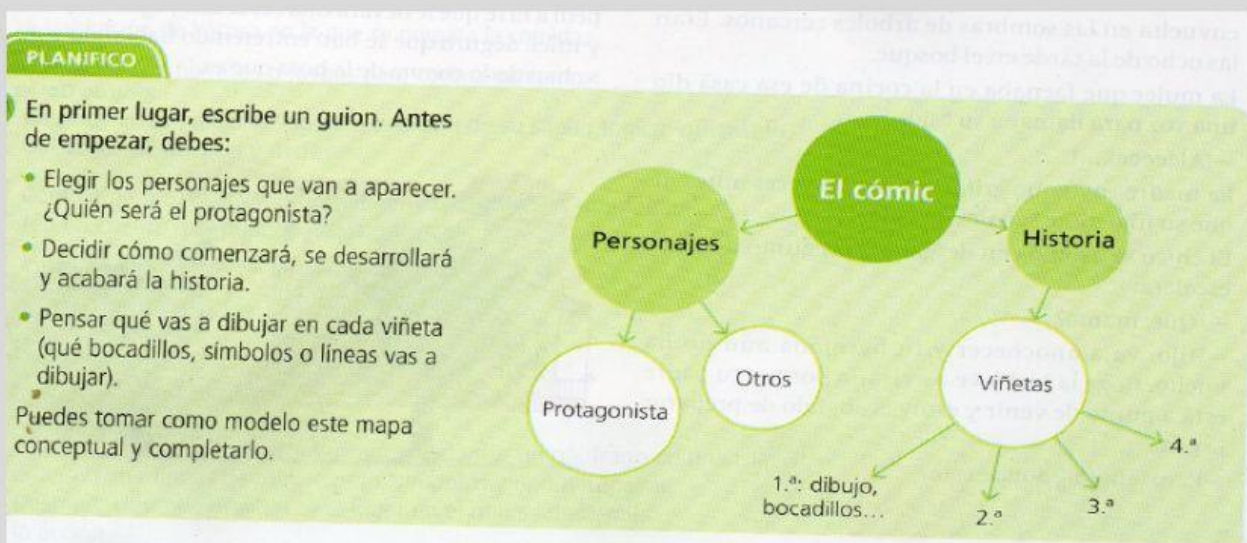 PLANIFICO
En primer lugar, escribe un guion. Antes
de empezar, debes:
• Elegir los personajes que van a aparecer.
¿Quién será el protagonista?
• Decidir cómo comenzará, se desarrollará
y acabará la historia.
• Pensar qué vas a dibujar en cada viñeta
(qué bocadillos, símbolos o líneas vas a
dibujar).
Puedes tomar como modelo este mapa
conceptual y completarlo.
El cómic
Personajes
Historia
Protagonista
Otros
Viñetas
1.ª: dibujo,
bocadillos...
2.ª
3.ª
4.ª